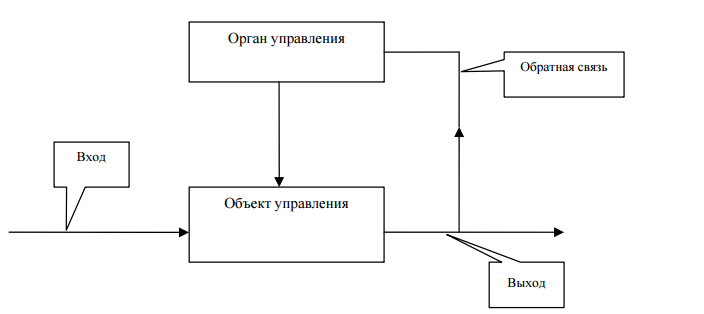 Орган управления
Обратная связь
Вход
Объект управления
Выход